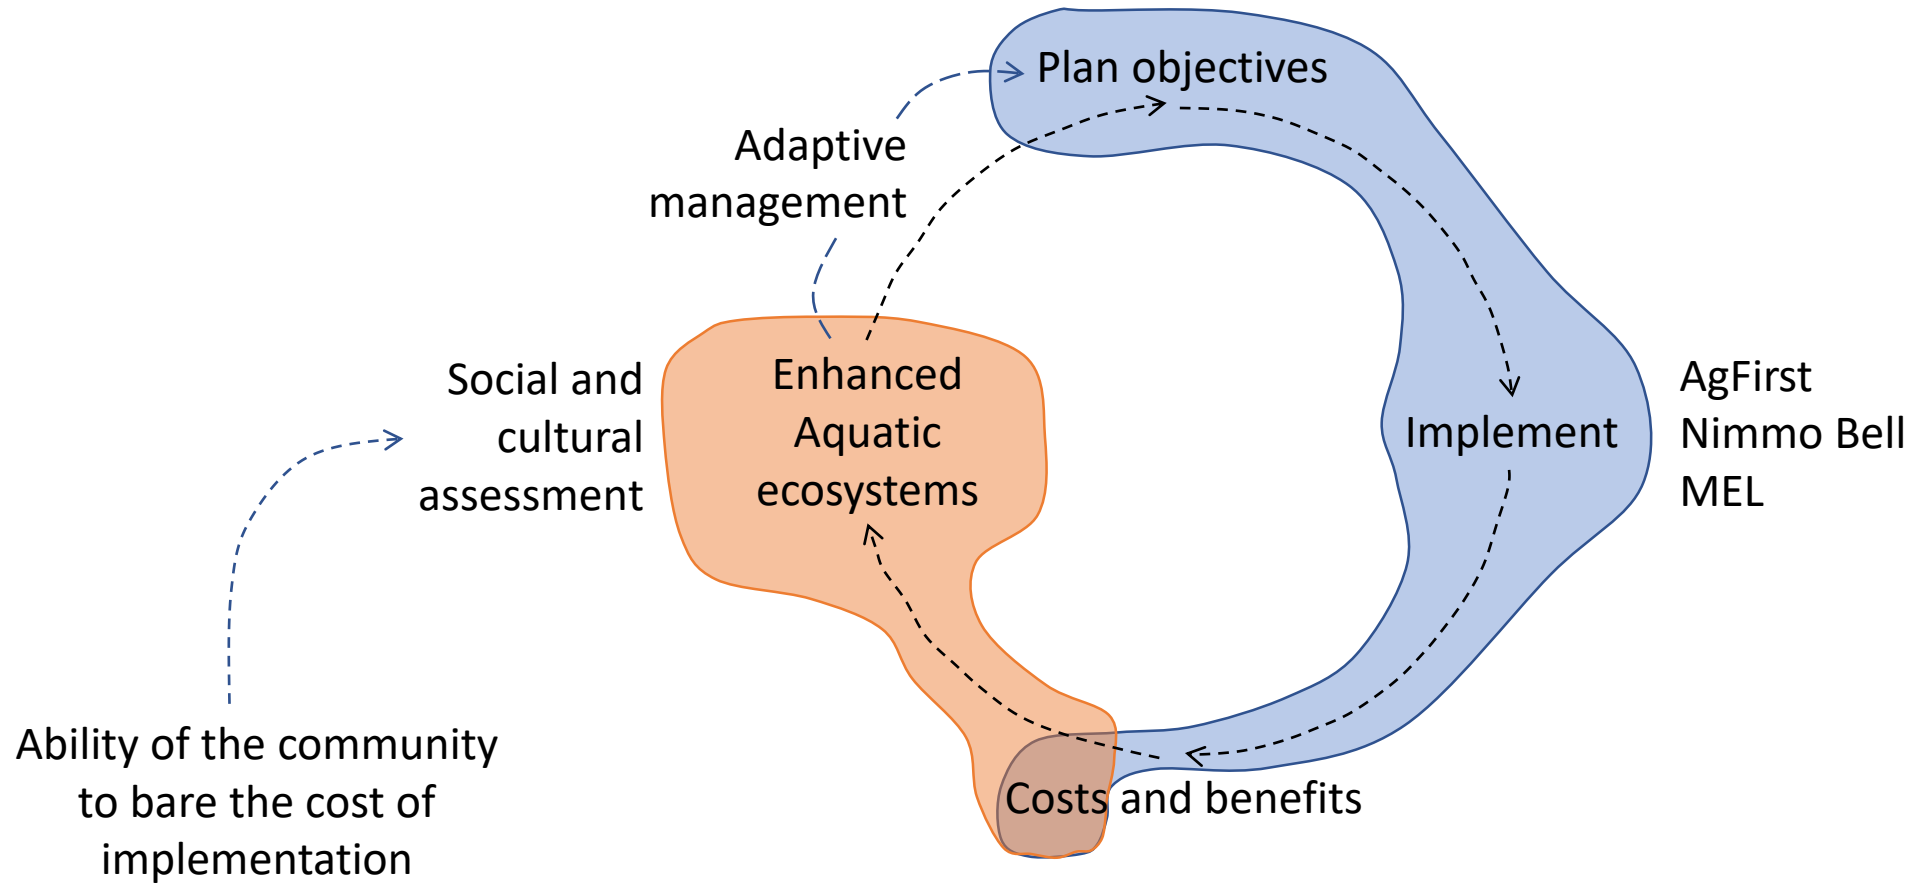 Plan objectives
Adaptive
management
Social and
cultural
assessment
Enhanced
Aquatic
ecosystems
Implement
AgFirst
Nimmo Bell
MEL
Ability of the community
to bare the cost of
implementation
Costs and benefits